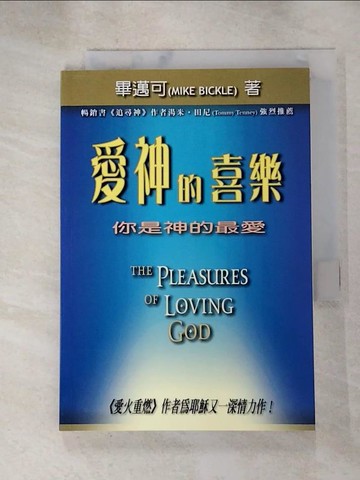 畢邁可(MIKE BICKLE) 著
暢銷書《追尋神》作者湯米・田尼(Tommy Tenney)強烈推薦
愛神的喜樂
你是神的最愛
THE PLEASURES
OF LOVING
GOD
《愛火重燃》作者爲耶穌又一深情力作！